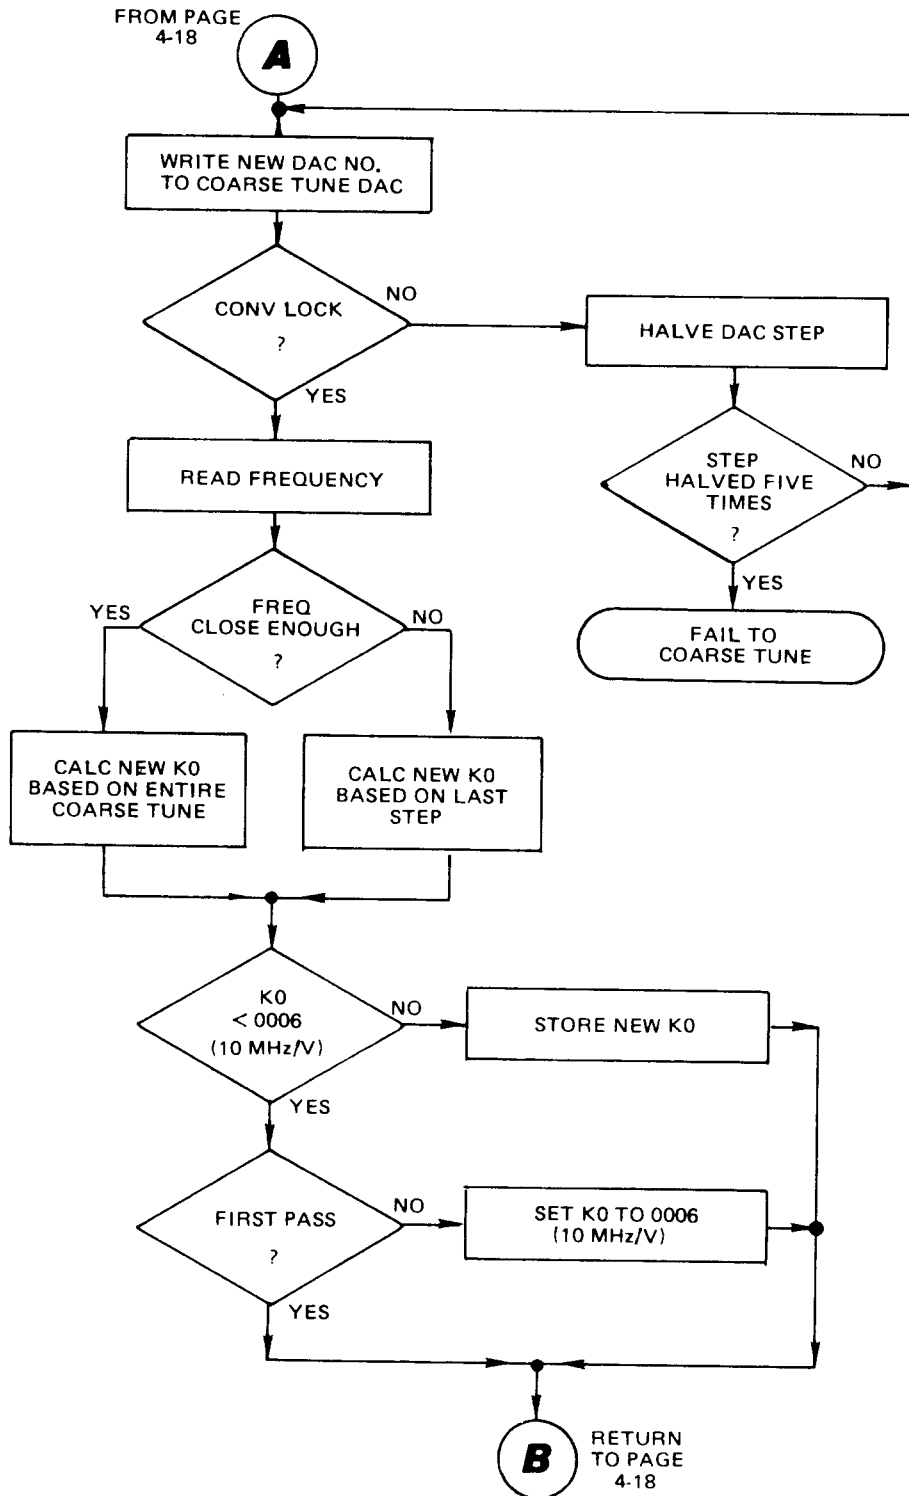 FROM PAGE
4-18
A
WRITE NEW DAC NO.
TO COARSE TUNE DAC
CONV LOCK
?
NO
YES
HALVE DAC STEP
READ FREQUENCY
STEP
HALVED FIVE
TIMES
?
NO
YES
FAIL TO
COARSE TUNE
FREQ
CLOSE ENOUGH
?
YES
NO
CALC NEW K0
BASED ON ENTIRE
COARSE TUNE
CALC NEW K0
BASED ON LAST
STEP
K0
< 0006
(10 MHz/V)
NO
YES
STORE NEW K0
FIRST PASS
?
NO
YES
SET K0 TO 0006
(10 MHz/V)
B
RETURN
TO PAGE
4-18